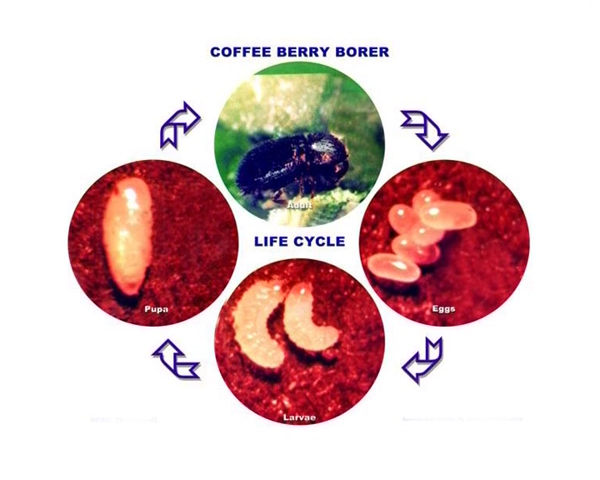 COFFEE BERRY BORER
Adult
LIFE CYCLE
Pupa
Eggs
Larvae